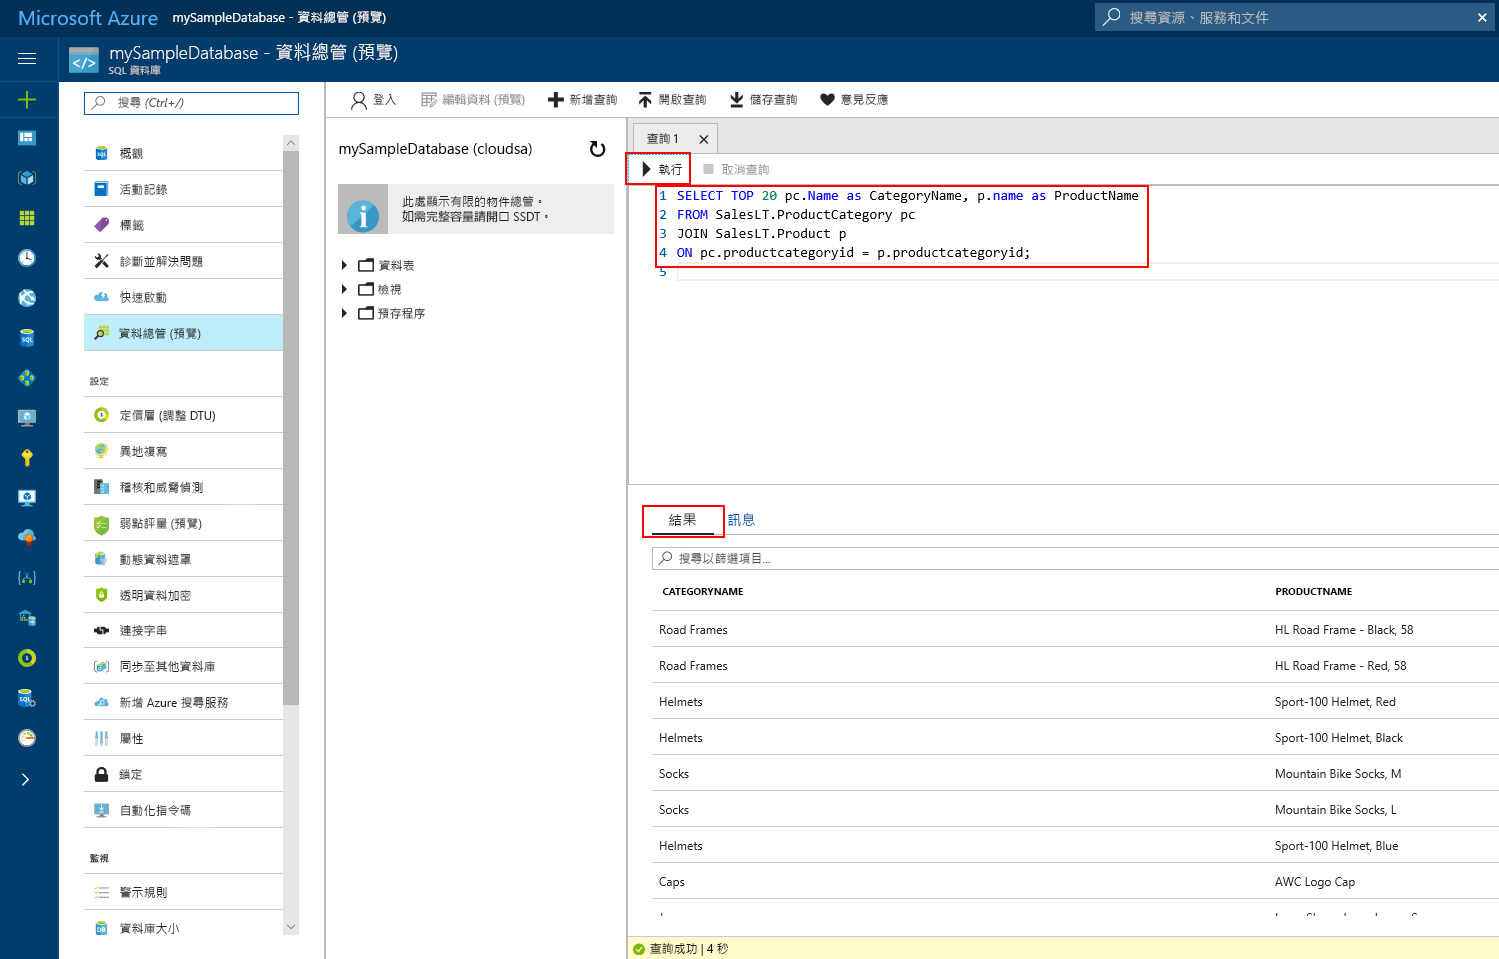 Microsoft Azure mySampleDatabase - 資料總管 (預覽)
搜尋資源、服務和文件
mySampleDatabase - 資料總管 (預覽)
SQL 資料庫
搜尋 (Ctrl+/)
概觀
活動記錄
標籤
診斷並解決問題
快速啟動
資料總管 (預覽)
設定
定價層 (調整 DTU)
異地複寫
稽核和威脅偵測
弱點評量 (預覽)
動態資料遮罩
透明資料加密
連接字串
同步至其他資料庫
新增 Azure 搜尋服務
屬性
鎖定
自動化指令碼
監視
警示規則
資料庫大小
登入 編輯資料 (預覽) 新增查詢 開啟查詢 儲存查詢 意見反應
mySampleDatabase (cloudsa)
此處顯示有限的物件總管。
如需完整容量請開口 SSDT。
資料表
檢視
預存程序
查詢 1
執行 取消查詢
1 SELECT TOP 20 pc.Name as CategoryName, p.name as ProductName
2 FROM SalesLT.ProductCategory pc
3 JOIN SalesLT.Product p
4 ON pc.productcategoryid = p.productcategoryid;
5
結果 訊息
搜尋以篩選項目...
CATEGORYNAME PRODUCTNAME
Road Frames HL Road Frame - Black, 58
Road Frames HL Road Frame - Red, 58
Helmets Sport-100 Helmet, Red
Helmets Sport-100 Helmet, Black
Socks Mountain Bike Socks, M
Socks Mountain Bike Socks, L
Helmets Sport-100 Helmet, Blue
Caps AWC Logo Cap
查詢成功 | 4 秒